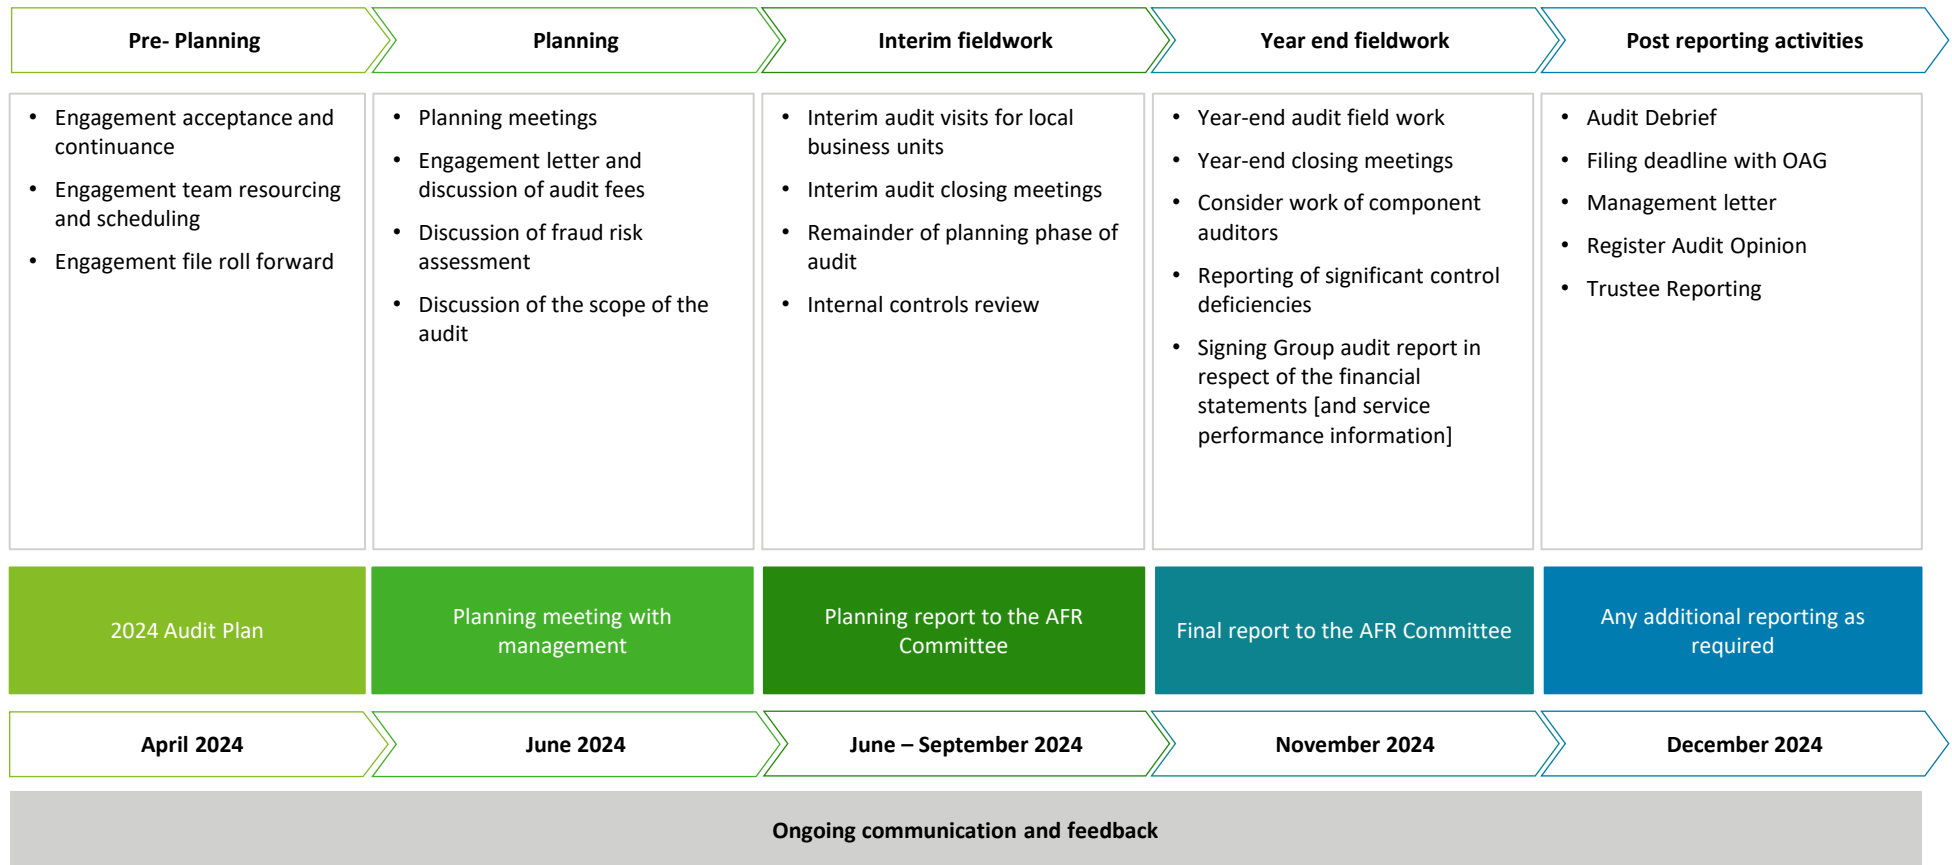 Pre- Planning
Planning
Interim fieldwork
Year end fieldwork
Post reporting activities
• Engagement acceptance and
continuance
• Engagement team resourcing
and scheduling
• Engagement file roll forward
• Planning meetings
• Engagement letter and
discussion of audit fees
• Discussion of fraud risk
assessment
• Discussion of the scope of the
audit
• Interim audit visits for local
business units
• Interim audit closing meetings
• Remainder of planning phase of
audit
• Internal controls review
• Year-end audit field work
• Year-end closing meetings
• Consider work of component
auditors
• Reporting of significant control
deficiencies
• Signing Group audit report in
respect of the financial
statements [and service
performance information]
• Audit Debrief
• Filing deadline with OAG
• Management letter
• Register Audit Opinion
• Trustee Reporting
2024 Audit Plan
Planning meeting with
management
Planning report to the AFR
Committee
Final report to the AFR Committee
Any additional reporting as
required
April 2024
June 2024
June – September 2024
November 2024
December 2024
Ongoing communication and feedback